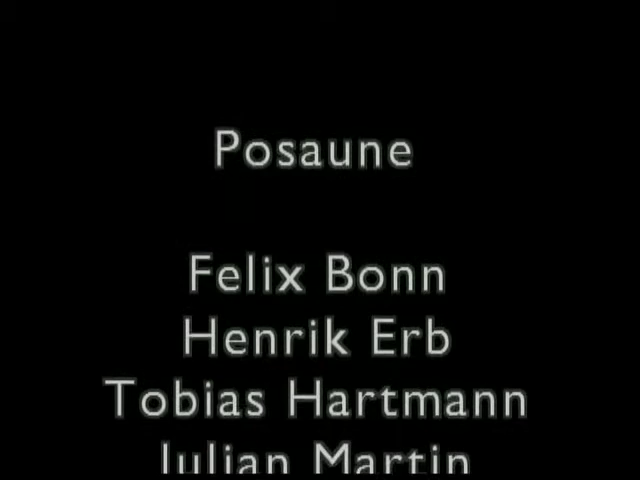 Posaune
Felix Bonn
Henrik Erb
Tobias Hartmann
Julian Martin